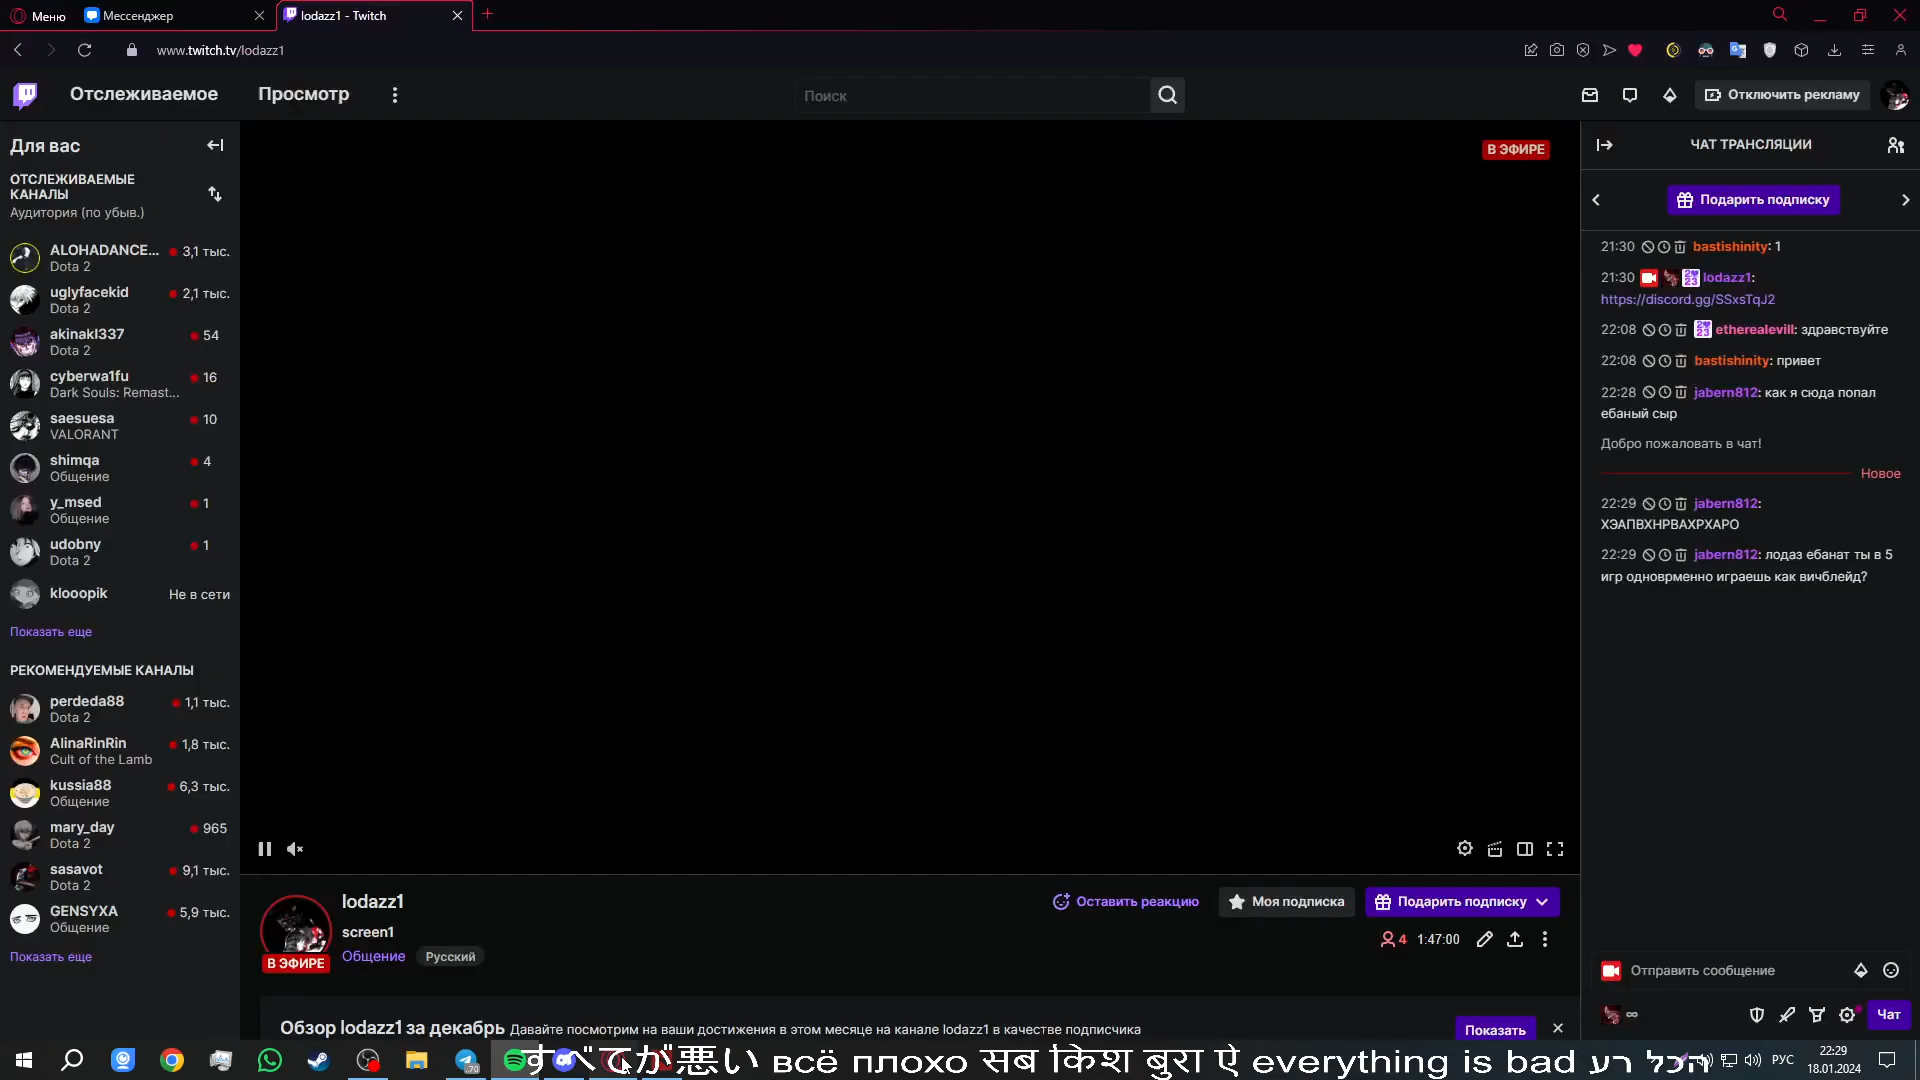 Меню
Мессенджер
lodazz1 - Twitch
www.twitch.tv/lodazz1
Отслеживаемое
Просмотр
Поиск
Отключить рекламу
Для вас
ОТСЛЕЖИВАЕМЫЕ
КАНАЛЫ
Аудитория (по убыв.)
ALOHADANCE... 3,1 тыс.
Dota 2
uglyfacekid 2,1 тыс.
Dota 2
akinakl337 54
Dota 2
cyberwa1fu 16
Dark Souls: Remast...
saesuesa 10
VALORANT
shimqa 4
Общение
y_msed 1
Общение
udobny 1
Dota 2
klooopik Не в сети
Показать еще
РЕКОМЕНДУЕМЫЕ КАНАЛЫ
perdeda88 1,1 тыс.
Dota 2
AlinaRinRin 1,8 тыс.
Cult of the Lamb
kussia88 6,3 тыс.
Общение
mary_day 965
Dota 2
sasavot 9,1 тыс.
Dota 2
GENSYXA 5,9 тыс.
Общение
Показать еще
В ЭФИРЕ
lodazz1
screen1
Общение Русский
В ЭФИРЕ
Оставить реакцию
Моя подписка
Подарить подписку
4 1:47:00
Обзор lodazz1 за декабрь Давайте посмотрим на ваши достижения в этом месяце на канале lodazz1 в качестве подписчика
Показать
ЧАТ ТРАНСЛЯЦИИ
Подарить подписку
21:30 bastishinity: 1
21:30 lodazz1:
https://discord.gg/SSxsTqJ2
22:08 etherealevill: здравствуйте
22:08 bastishinity: привет
22:28 jabern812: как я сюда попал
ебаный сыр
Добро пожаловать в чат!
Новое
22:29 jabern812:
ХЭАПВХНРВАХРХАРО
22:29 jabern812: лодаз ебанат ты в 5
игр одноврменно играешь как вичблейд?
Отправить сообщение
Чат
すべてが悪い всё плохо सब किश बुरा ऐ everything is bad הכל רע
РУС
22:29
18.01.2024